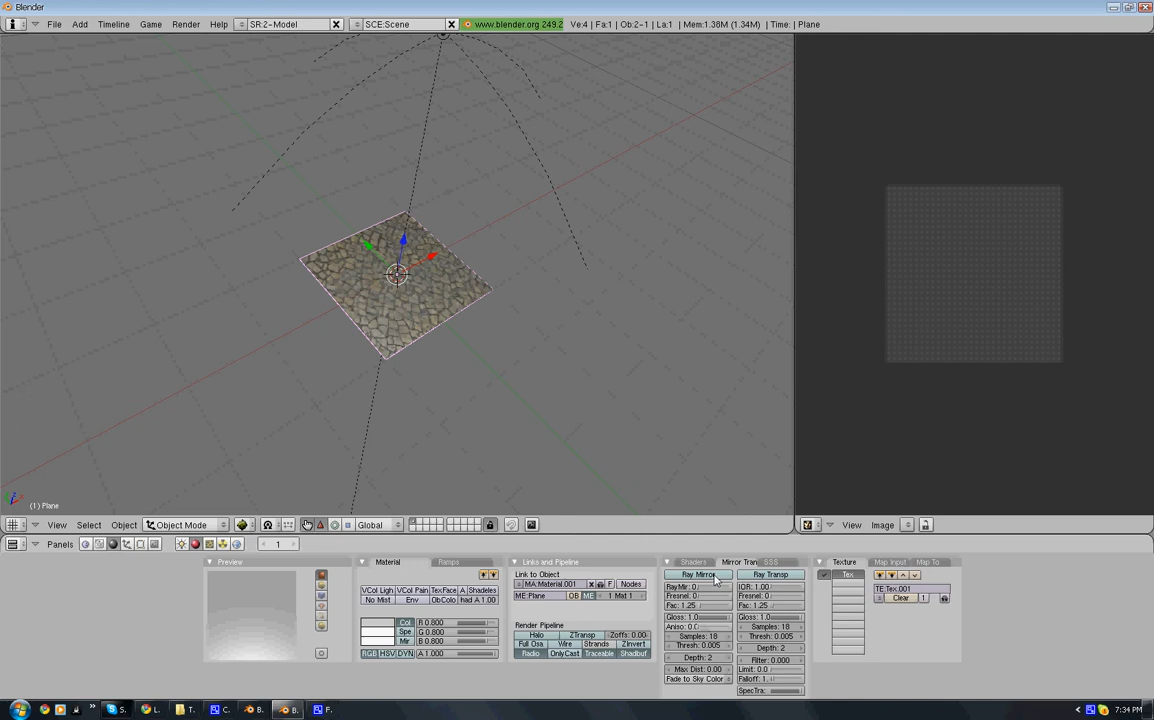 Blender
File Add Timeline Game Render Help SR:2-Model SCE:Scene www.blender.org 249.2 Ve:4 | Fa:1 | Ob:2-1 | La:1 | Mem:1.38M (1.34M) | Time: | Plane
(1) Plane
View Select Object Object Mode Global
View Image
Panels 1
Preview
Material Ramps
VCol Ligh VCol Pain TexFace A Shadeles
No Mist Env ObColo had A 1.00
Col R 0.800
Spe G 0.800
Mir B 0.800
RGB HSV DYN A 1.000
Links and Pipeline
Link to Object
MA:Material.001 F Nodes
ME:Plane OB ME 1 Mat 1
Render Pipeline
Halo ZTransp Zoffs: 0.00
Full Osa Wire Strands ZInvert
Radio OnlyCast Traceable Shadbuf
Shaders Mirror Tran SSS
Ray Mirror Ray Transp
RayMir: 0. IOR: 1.00
Fresnel: 0. Fresnel: 0.
Fac: 1.25 Fac: 1.25
Gloss: 1.0 Gloss: 1.0
Aniso: 0.0 Samples: 18
Samples: 18 Thresh: 0.005
Thresh: 0.005
Depth: 2 Depth: 2
Filter: 0.000
Max Dist: 0.00 Limit: 0.0
Fade to Sky Color Falloff: 1.
SpecTra:
Texture Map Input Map To
Tex
TE:Tex.001
Clear 1
Start S. L. T. C. B. B. F. 7:34 PM